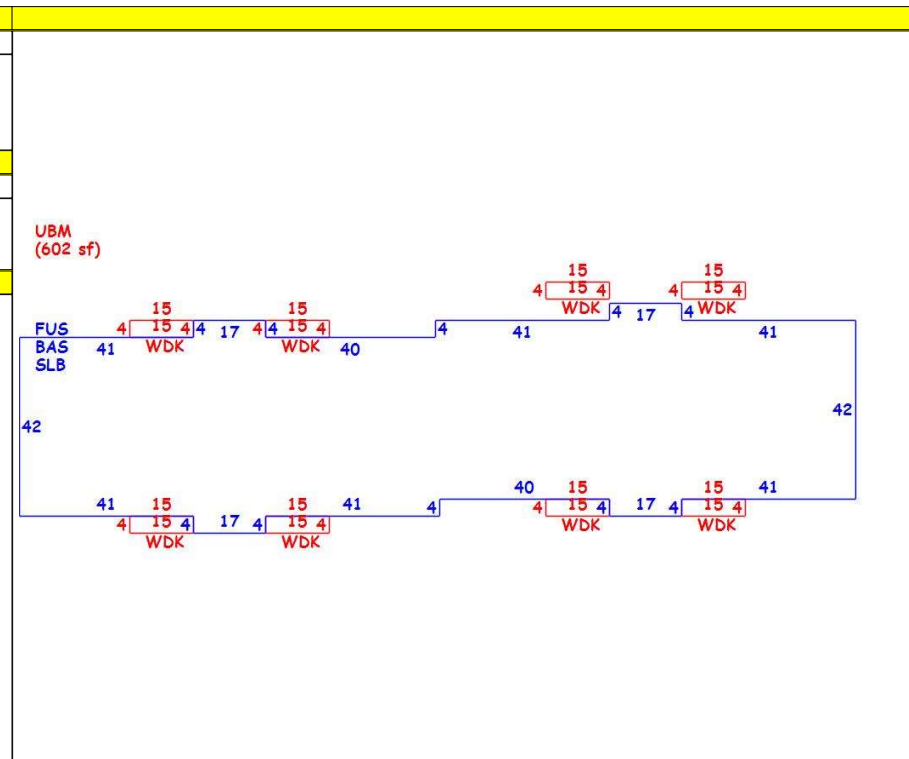 UBM
(602 sf)
15 15
4 15 4 4 15 4
WDK WDK
4 17 4
15 15
4 15 4 4 17 4 4 15 4
WDK WDK
4 41 41
FUS
BAS 41 40
SLB
42 42
40 15 15 41
41 15 15 41 4
4 15 4 17 4 15 4
WDK WDK
4 15 4 17 4 15 4
WDK WDK